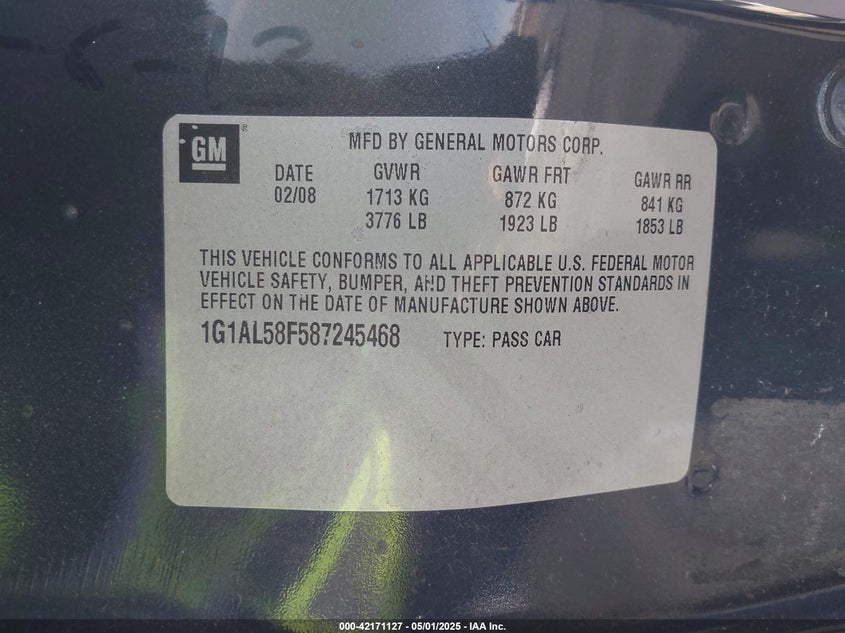 C-13
GM
MFD BY GENERAL MOTORS CORP.
DATE GVWR GAWR FRT GAWR RR
02/08 1713 KG 872 KG 841 KG
3776 LB 1923 LB 1853 LB
THIS VEHICLE CONFORMS TO ALL APPLICABLE U.S. FEDERAL MOTOR
VEHICLE SAFETY, BUMPER, AND THEFT PREVENTION STANDARDS IN
EFFECT ON THE DATE OF MANUFACTURE SHOWN ABOVE.
1G1AL58F587245468 TYPE: PASS CAR
000-42171127 - 05/01/2025 - IAA Inc.